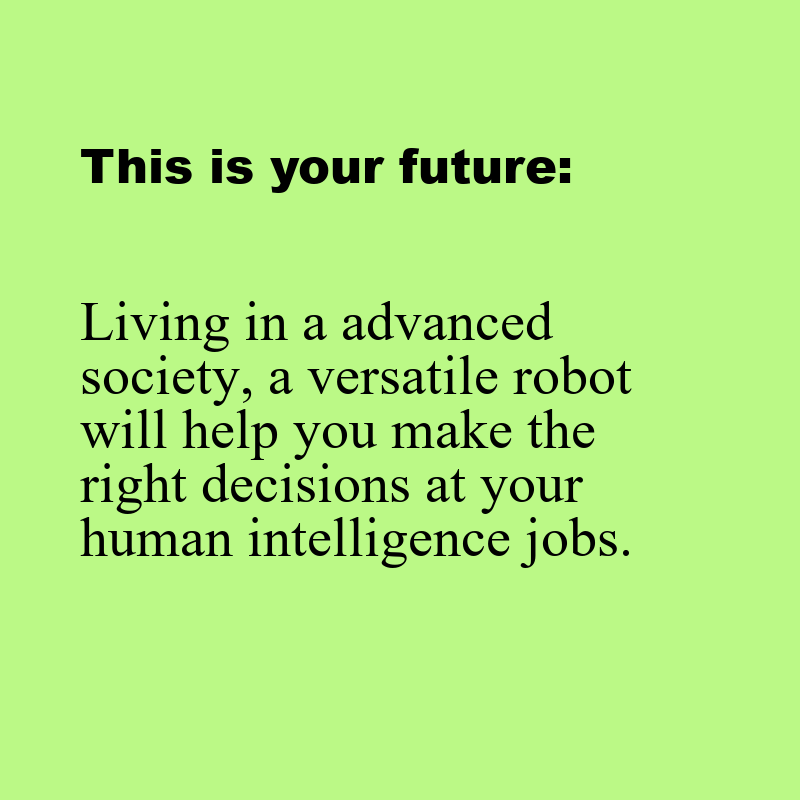 This is your future:
Living in a advanced
society, a versatile robot
will help you make the
right decisions at your
human intelligence jobs.